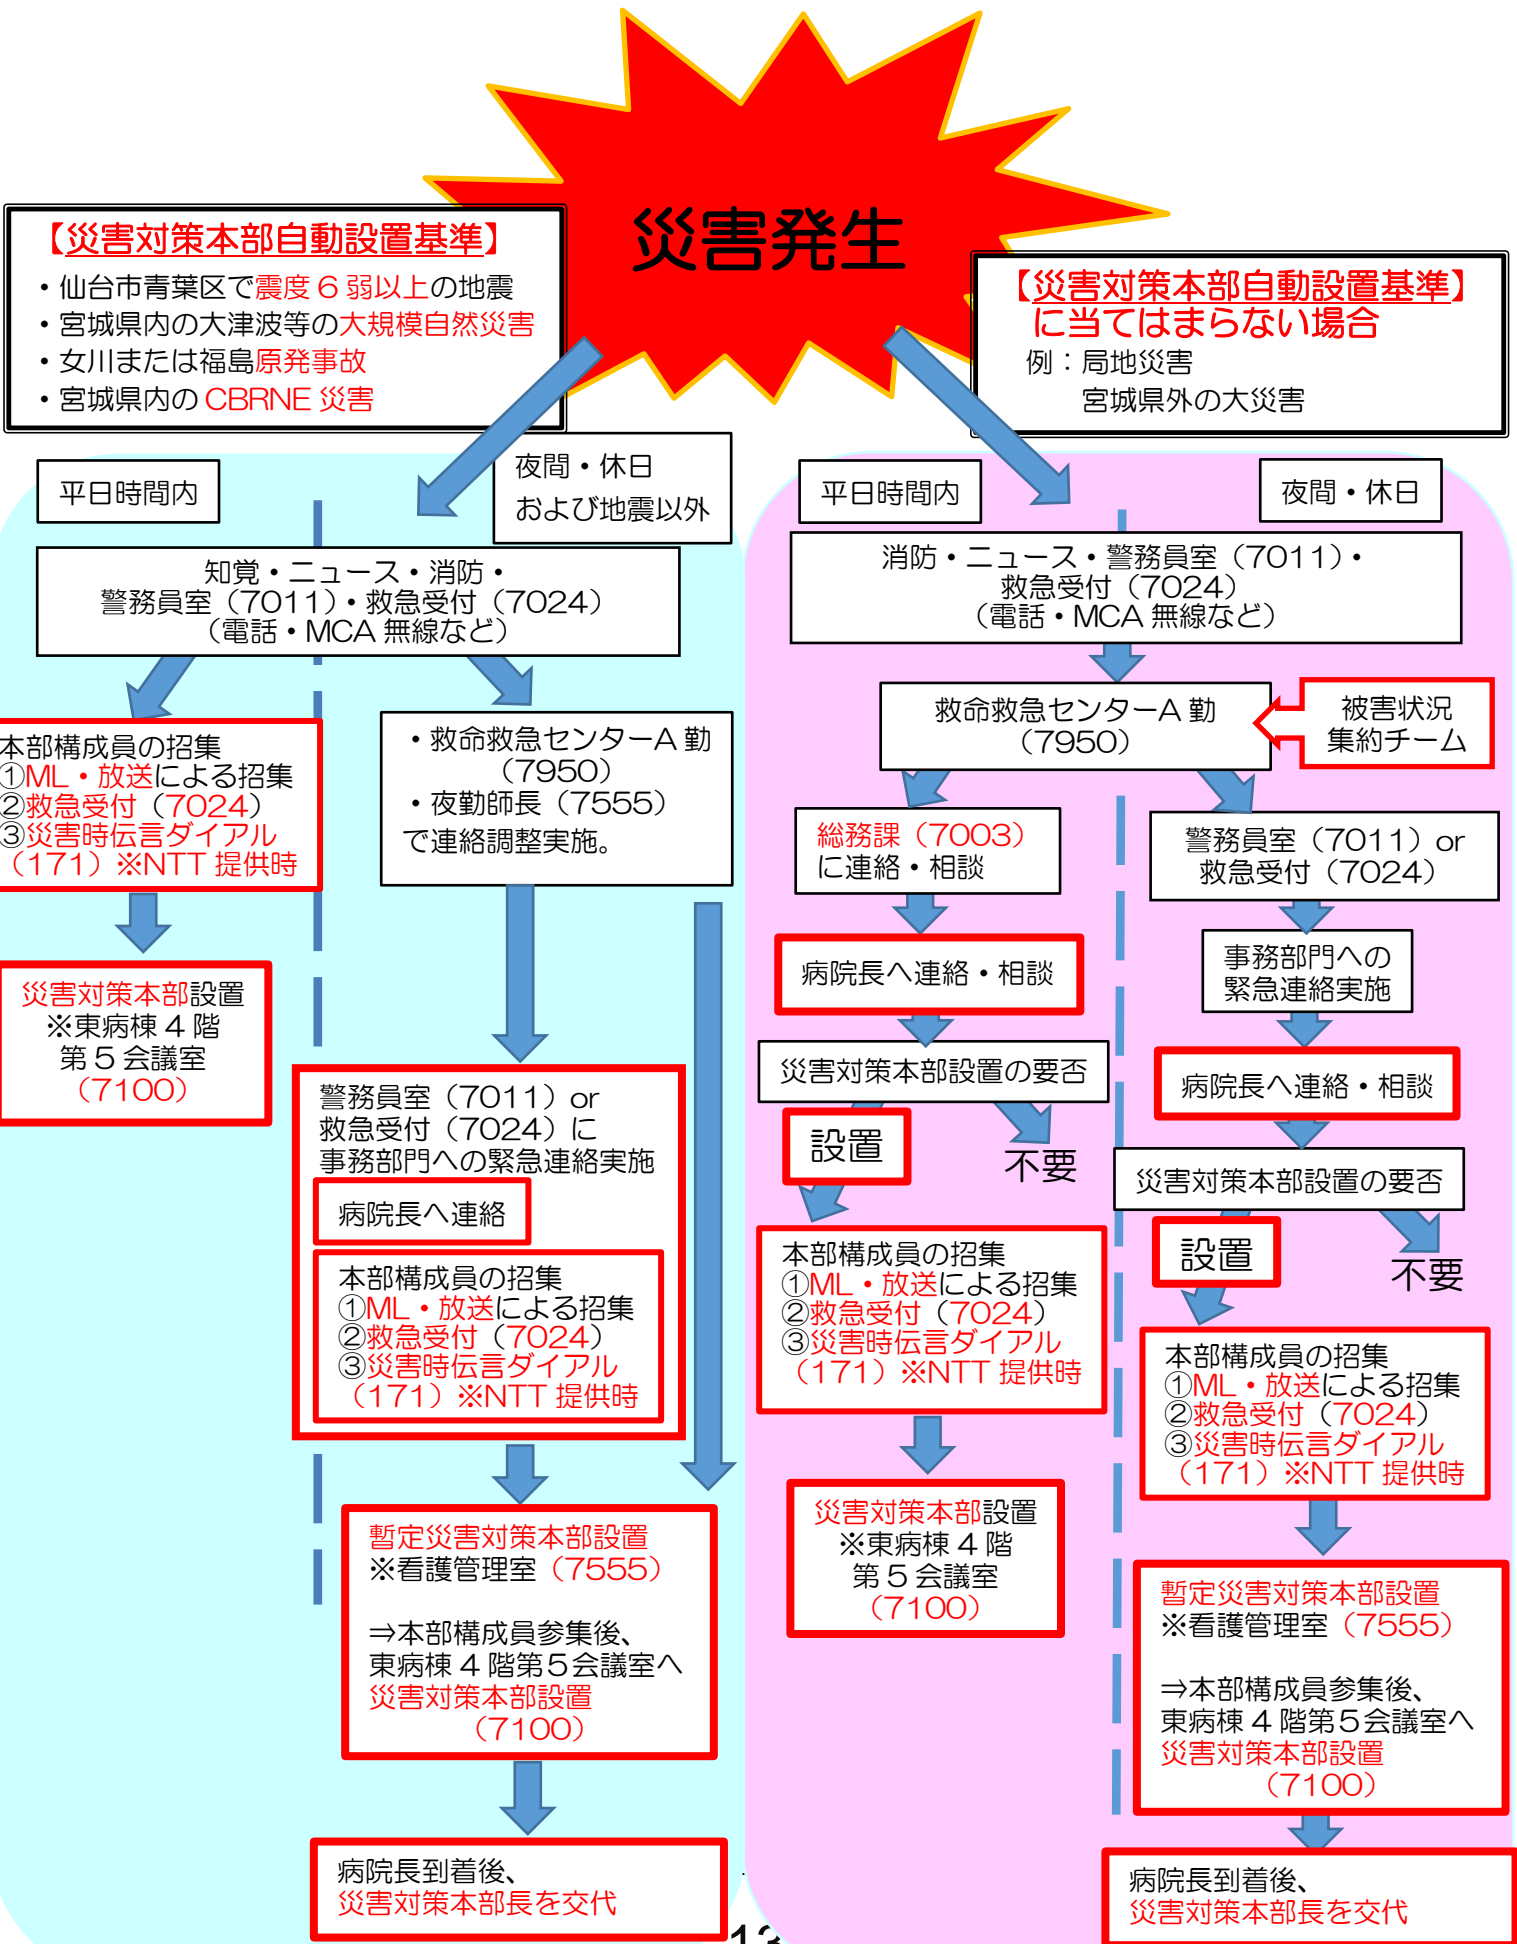 災害発生
【災害対策本部自動設置基準】
・仙台市青葉区で震度6弱以上の地震
・宮城県内の大津波等の大規模自然災害
・女川または福島原発事故
・宮城県内のCBRNE災害
【災害対策本部自動設置基準】
に当てはまらない場合
例：局地災害
宮城県外の大災害
平日時間内
夜間・休日
および地震以外
知覚・ニュース・消防・
警務員室（7011）・救急受付（7024）
（電話・MCA無線など）
本部構成員の招集
①ML・放送による招集
②救急受付（7024）
③災害時伝言ダイアル
（171）※NTT提供時
災害対策本部設置
※東病棟4階
第5会議室
（7100）
・救命救急センターA勤
（7950）
・夜勤師長（7555）
で連絡調整実施。
警務員室（7011）or
救急受付（7024）に
事務部門への緊急連絡実施
病院長へ連絡
本部構成員の招集
①ML・放送による招集
②救急受付（7024）
③災害時伝言ダイアル
（171）※NTT提供時
暫定災害対策本部設置
※看護管理室（7555）
⇒本部構成員参集後、
東病棟4階第5会議室へ
災害対策本部設置
（7100）
病院長到着後、
災害対策本部長を交代
平日時間内
夜間・休日
消防・ニュース・警務員室（7011）・
救急受付（7024）
（電話・MCA無線など）
救命救急センターA勤
（7950）
被害状況
集約チーム
総務課（7003）
に連絡・相談
病院長へ連絡・相談
災害対策本部設置の要否
設置
不要
本部構成員の招集
①ML・放送による招集
②救急受付（7024）
③災害時伝言ダイアル
（171）※NTT提供時
災害対策本部設置
※東病棟4階
第5会議室
（7100）
警務員室（7011）or
救急受付（7024）
事務部門への
緊急連絡実施
病院長へ連絡・相談
災害対策本部設置の要否
設置
不要
本部構成員の招集
①ML・放送による招集
②救急受付（7024）
③災害時伝言ダイアル
（171）※NTT提供時
暫定災害対策本部設置
※看護管理室（7555）
⇒本部構成員参集後、
東病棟4階第5会議室へ
災害対策本部設置
（7100）
病院長到着後、
災害対策本部長を交代
13